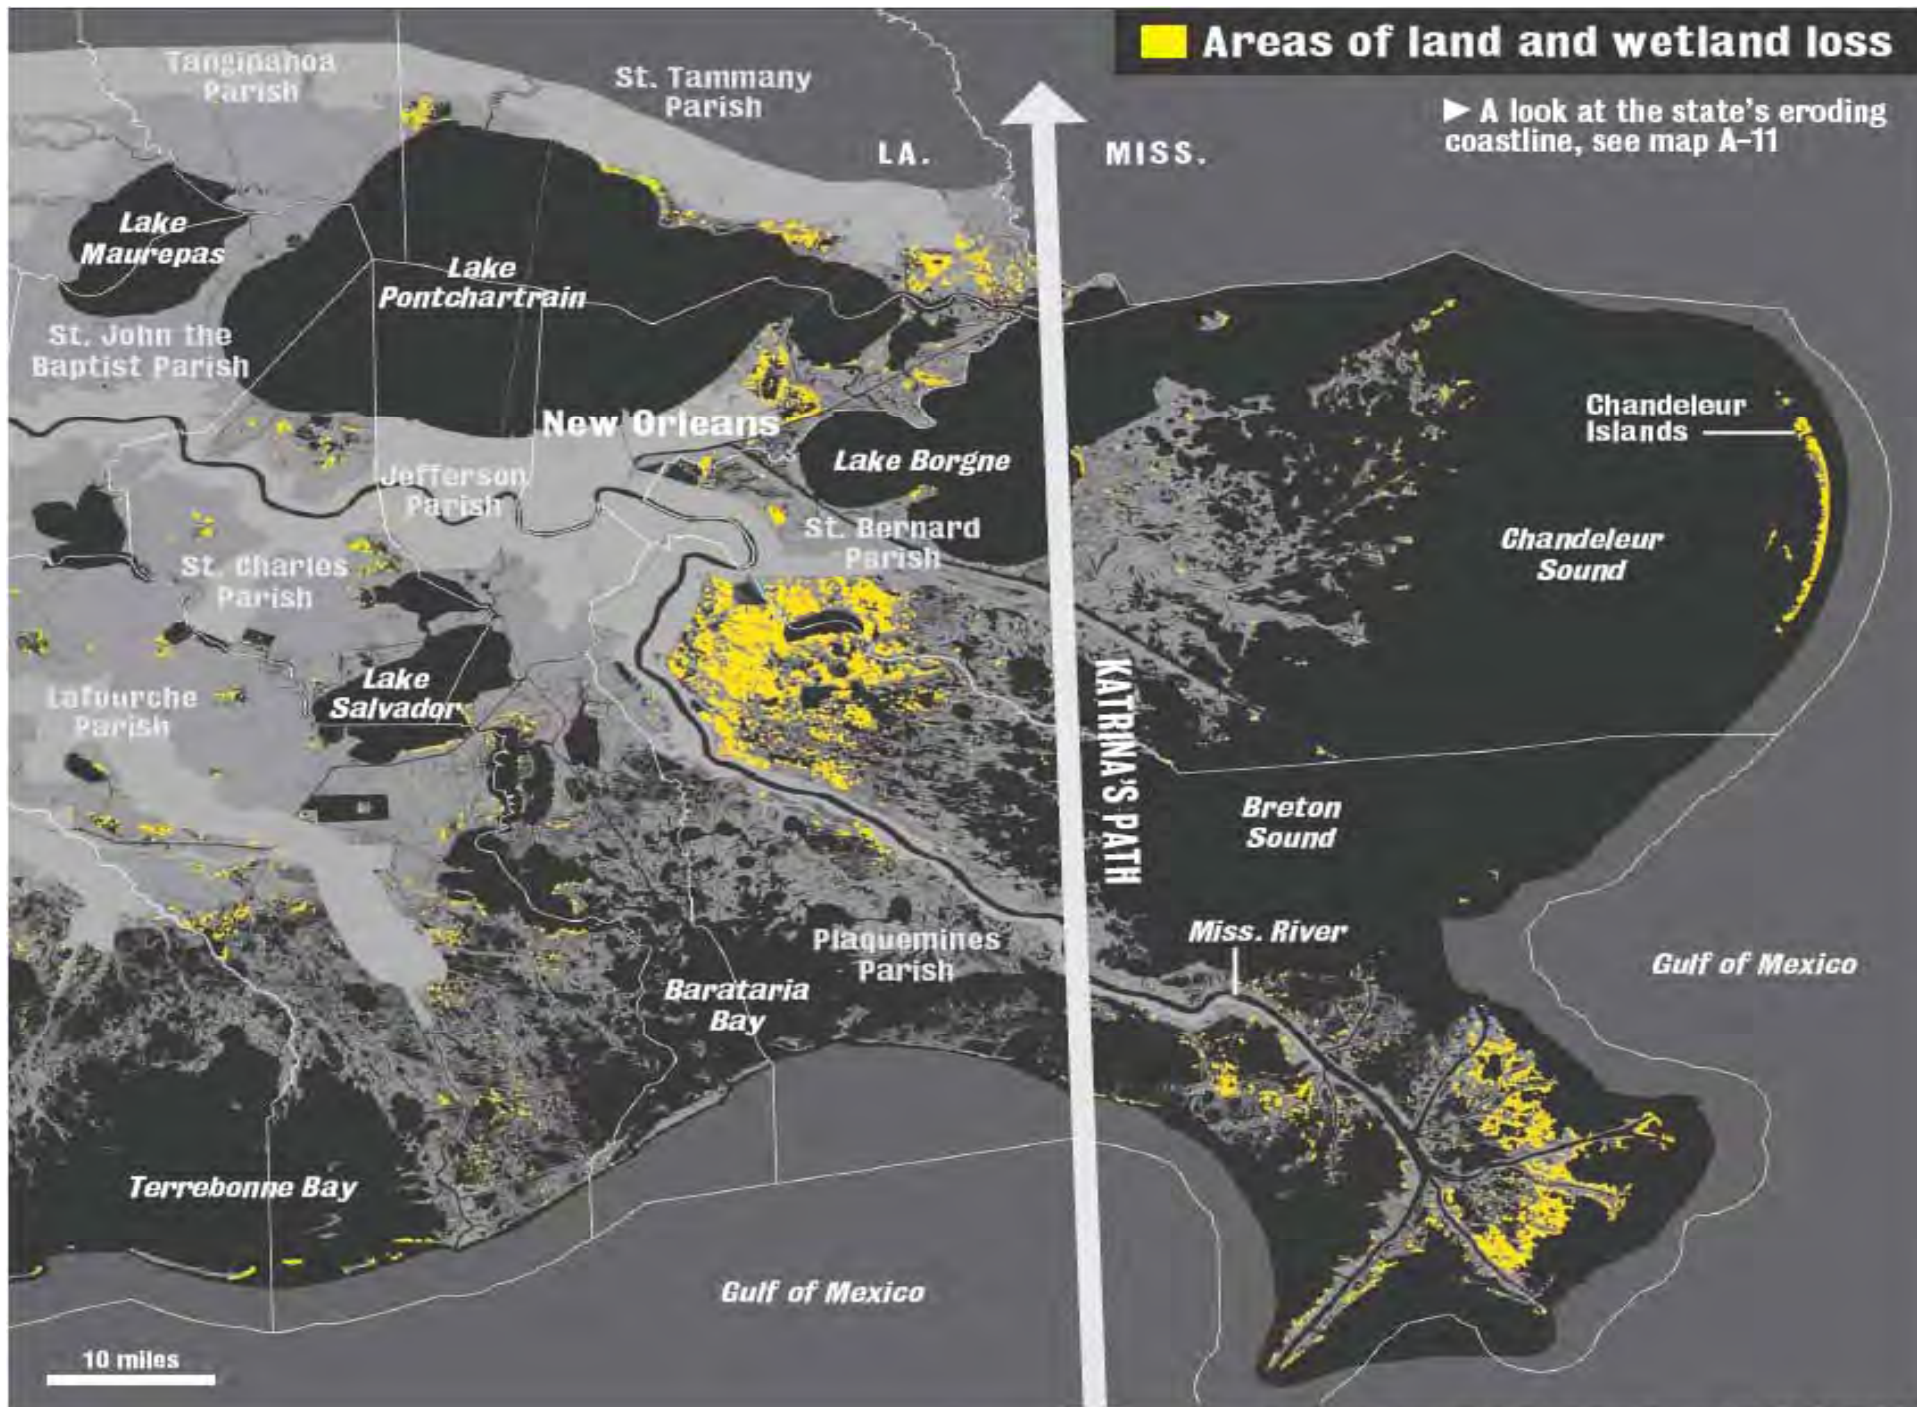 Areas of land and wetland loss
► A look at the state's eroding
coastline, see map A-11
Tangipahoa
Parish
St. Tammany
Parish
LA.
MISS.
Lake
Maurepas
Lake
Pontchartrain
St. John the
Baptist Parish
New Orleans
Chandeleur
Islands
Lake Borgne
Jefferson
Parish
St. Bernard
Parish
Chandeleur
Sound
St. Charles
Parish
Lake
Salvador
Lafourche
Parish
KATRINA'S PATH
Breton
Sound
Miss. River
Plaquemines
Parish
Gulf of Mexico
Barataria
Bay
Terrebonne Bay
Gulf of Mexico
10 miles